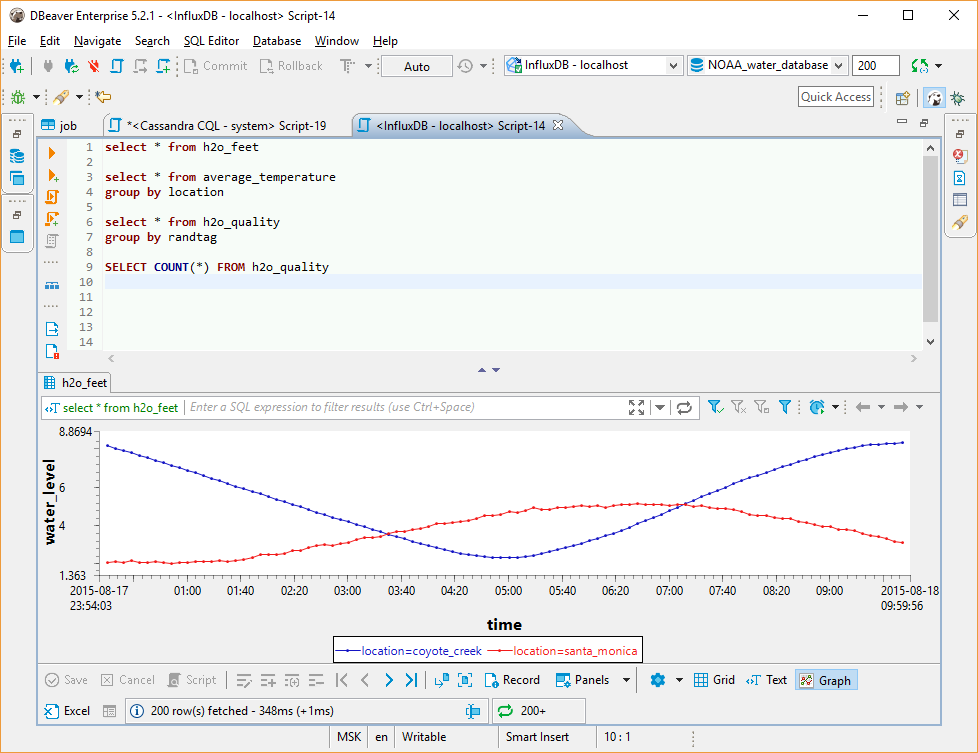 DBeaver Enterprise 5.2.1 - <InfluxDB - localhost> Script-14
File Edit Navigate Search SQL Editor Database Window Help
Commit Rollback Auto InfluxDB - localhost NOAA_water_database 200
Quick Access
job *<Cassandra CQL - system> Script-19 <InfluxDB - localhost> Script-14
1 select * from h2o_feet
2
3 select * from average_temperature
4 group by location
5
6 select * from h2o_quality
7 group by randtag
8
9 SELECT COUNT(*) FROM h2o_quality
10
11
12
13
14
h2o_feet
select * from h2o_feet Enter a SQL expression to filter results (use Ctrl+Space)
8.8694
6
4
1.363
water_level
2015-08-17 01:00 01:40 02:20 03:00 03:40 04:20 05:00 05:40 06:20 07:00 07:40 08:20 09:00 2015-08-18
23:54:03 09:59:56
time
location=coyote_creek location=santa_monica
Save Cancel Script Record Panels Grid Text Graph
Excel 200 row(s) fetched - 348ms (+1ms) 200+
MSK en Writable Smart Insert 10 : 1